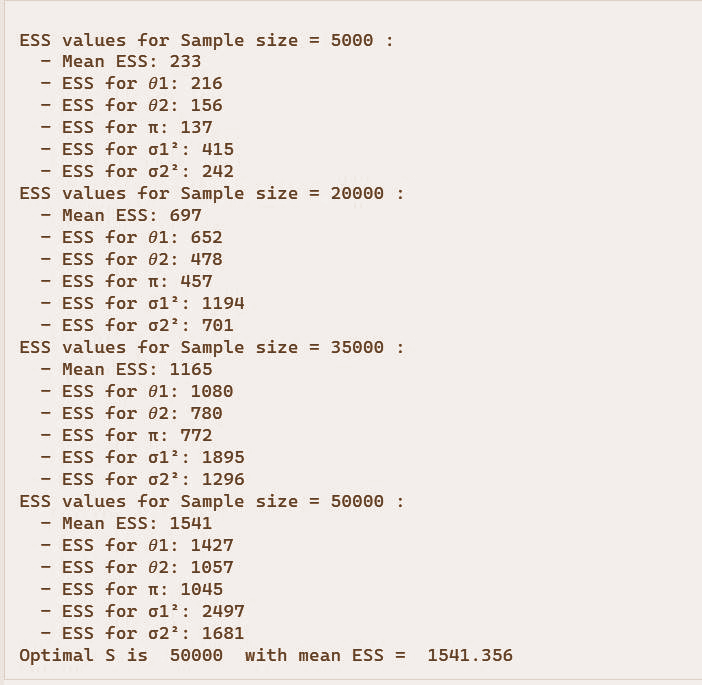 ESS values for Sample size = 5000 :
- Mean ESS: 233
- ESS for θ1: 216
- ESS for θ2: 156
- ESS for π: 137
- ESS for σ1²: 415
- ESS for σ2²: 242
ESS values for Sample size = 20000 :
- Mean ESS: 697
- ESS for θ1: 652
- ESS for θ2: 478
- ESS for π: 457
- ESS for σ1²: 1194
- ESS for σ2²: 701
ESS values for Sample size = 35000 :
- Mean ESS: 1165
- ESS for θ1: 1080
- ESS for θ2: 780
- ESS for π: 772
- ESS for σ1²: 1895
- ESS for σ2²: 1296
ESS values for Sample size = 50000 :
- Mean ESS: 1541
- ESS for θ1: 1427
- ESS for θ2: 1057
- ESS for π: 1045
- ESS for σ1²: 2497
- ESS for σ2²: 1681
Optimal S is  50000  with mean ESS =  1541.356